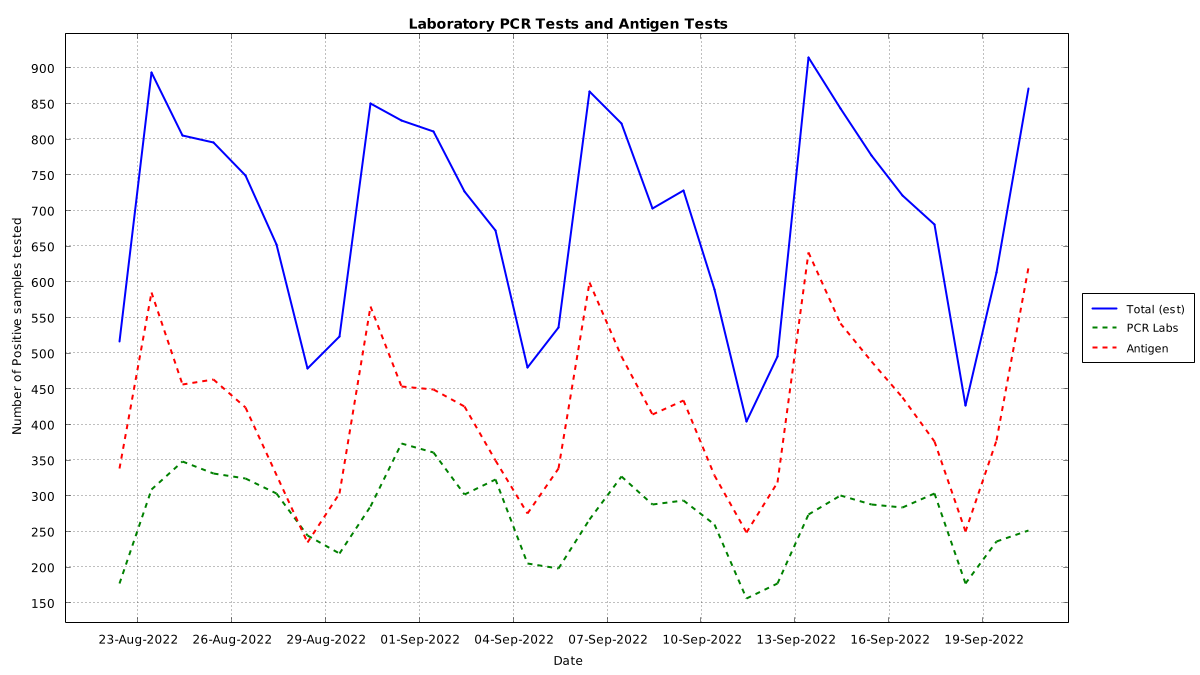 Laboratory PCR Tests and Antigen Tests
Number of Positive samples tested
900
850
800
750
700
650
600
550
500
450
400
350
300
250
200
150
23-Aug-2022 26-Aug-2022 29-Aug-2022 01-Sep-2022 04-Sep-2022 07-Sep-2022 10-Sep-2022 13-Sep-2022 16-Sep-2022 19-Sep-2022
Date
Total (est)
PCR Labs
Antigen